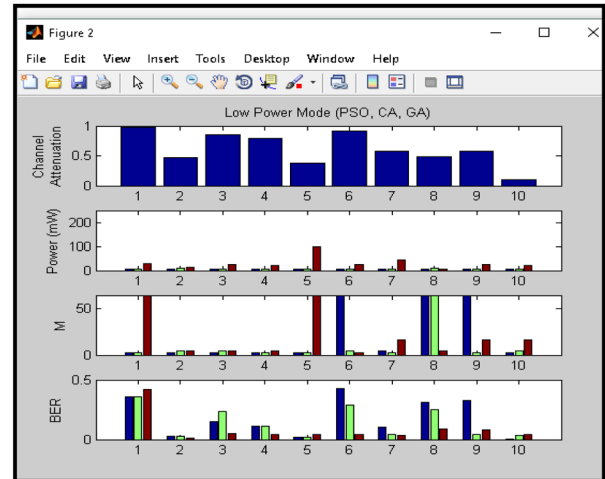 Figure 2
File Edit View Insert Tools Desktop Window Help
Low Power Mode (PSO, CA, GA)
Channel
Attenuation
1
0.5
0
1 2 3 4 5 6 7 8 9 10
Power (mW)
200
100
0
1 2 3 4 5 6 7 8 9 10
M
50
0
1 2 3 4 5 6 7 8 9 10
BER
0.5
0
1 2 3 4 5 6 7 8 9 10